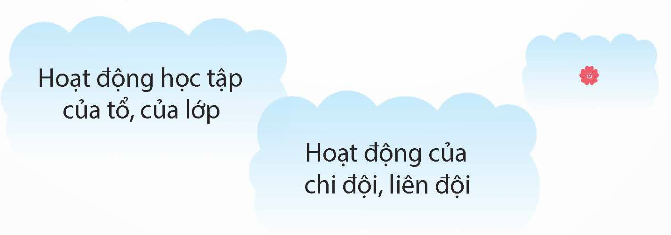 Hoạt động học tập
của tổ, của lớp
Hoạt động của
chi đội, liên đội